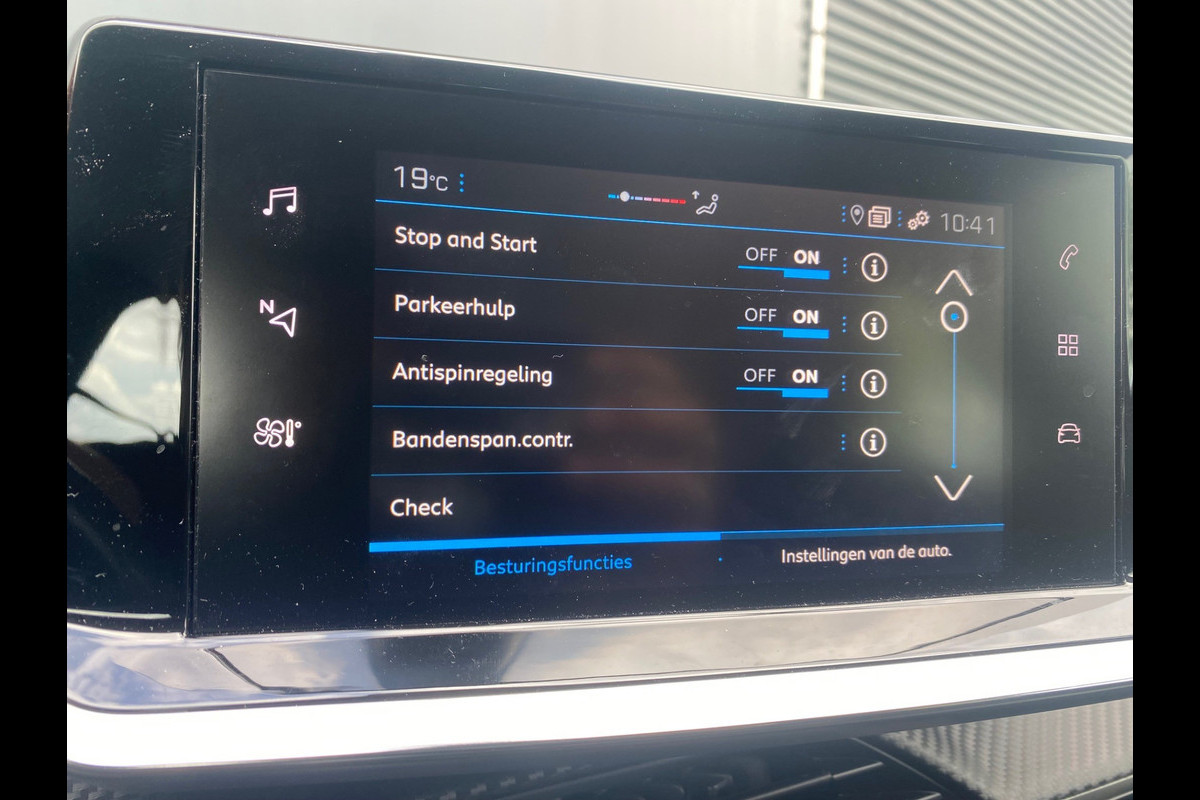 19°C
10:41
Stop and Start OFF ON
Parkeerhulp OFF ON
Antispinregeling OFF ON
N
Bandenspan.contr.
Check
Besturingsfuncties
Instellingen van de auto.